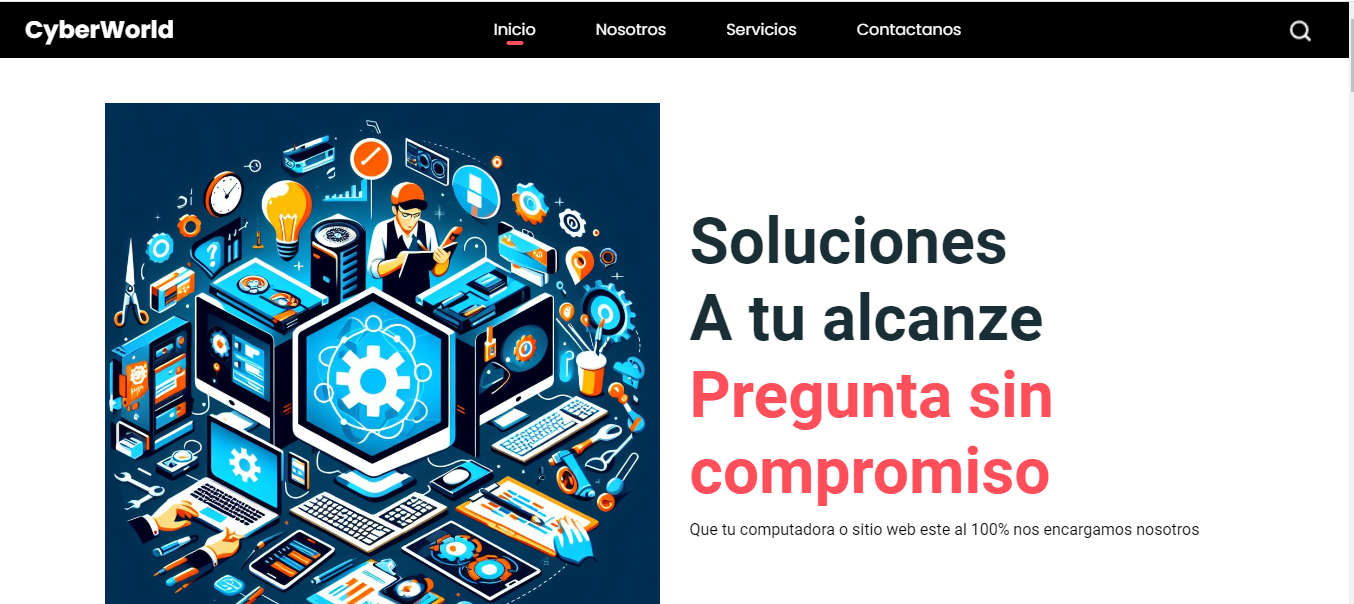 CyberWorld
Inicio
Nosotros
Servicios
Contactanos
Soluciones
A tu alcanze
Pregunta sin
compromiso
Que tu computadora o sitio web este al 100% nos encargamos nosotros